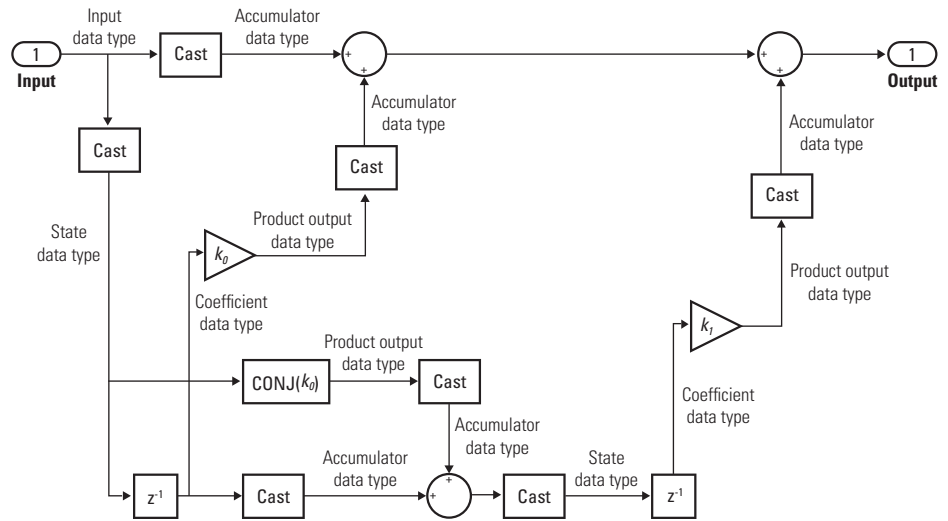 Input
data type
Accumulator
data type
1
Input
Cast
+
+
+
+
1
Output
Cast
Accumulator
data type
Cast
Accumulator
data type
Cast
State
data type
Product output
data type
k₀
Coefficient
data type
Product output
data type
k₁
Product output
data type
CONJ(k₀)
Cast
Coefficient
data type
Accumulator
data type
Accumulator
data type
State
data type
z⁻¹
Cast
+
+
Cast
z⁻¹